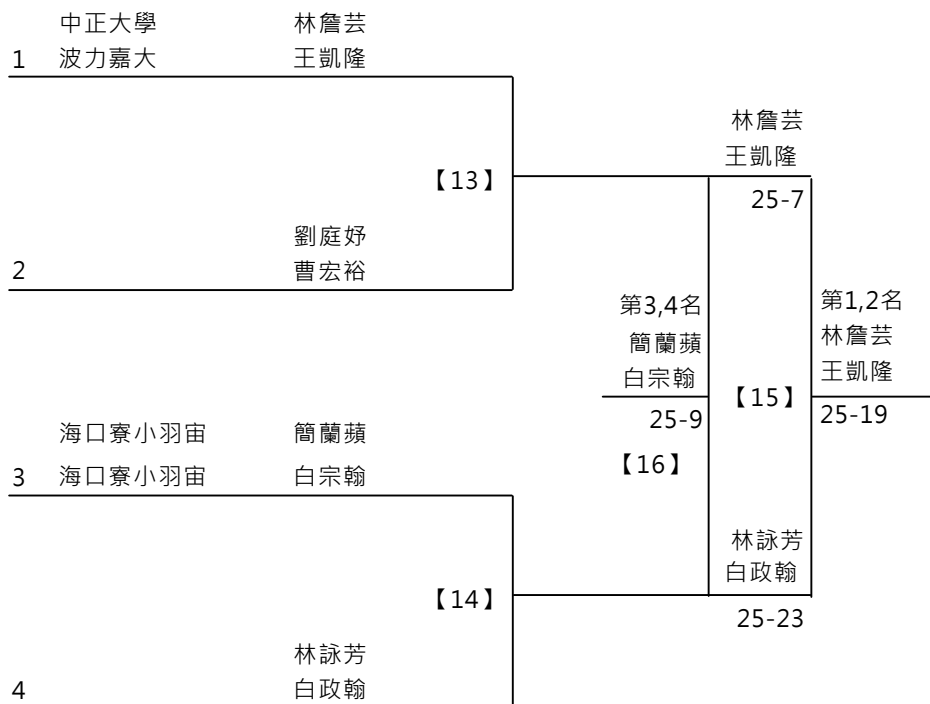 中正大學 林詹芸
1 波力嘉大 王凱隆
林詹芸
王凱隆
【13】
25-7
劉庭妤
2 曹宏裕
第3,4名 第1,2名
簡蘭蘋 林詹芸
白宗翰 王凱隆
【15】
25-9 25-19
海口寮小羽宙 簡蘭蘋
【16】
3 海口寮小羽宙 白宗翰
林詠芳
白政翰
【14】
25-23
林詠芳
4 白政翰